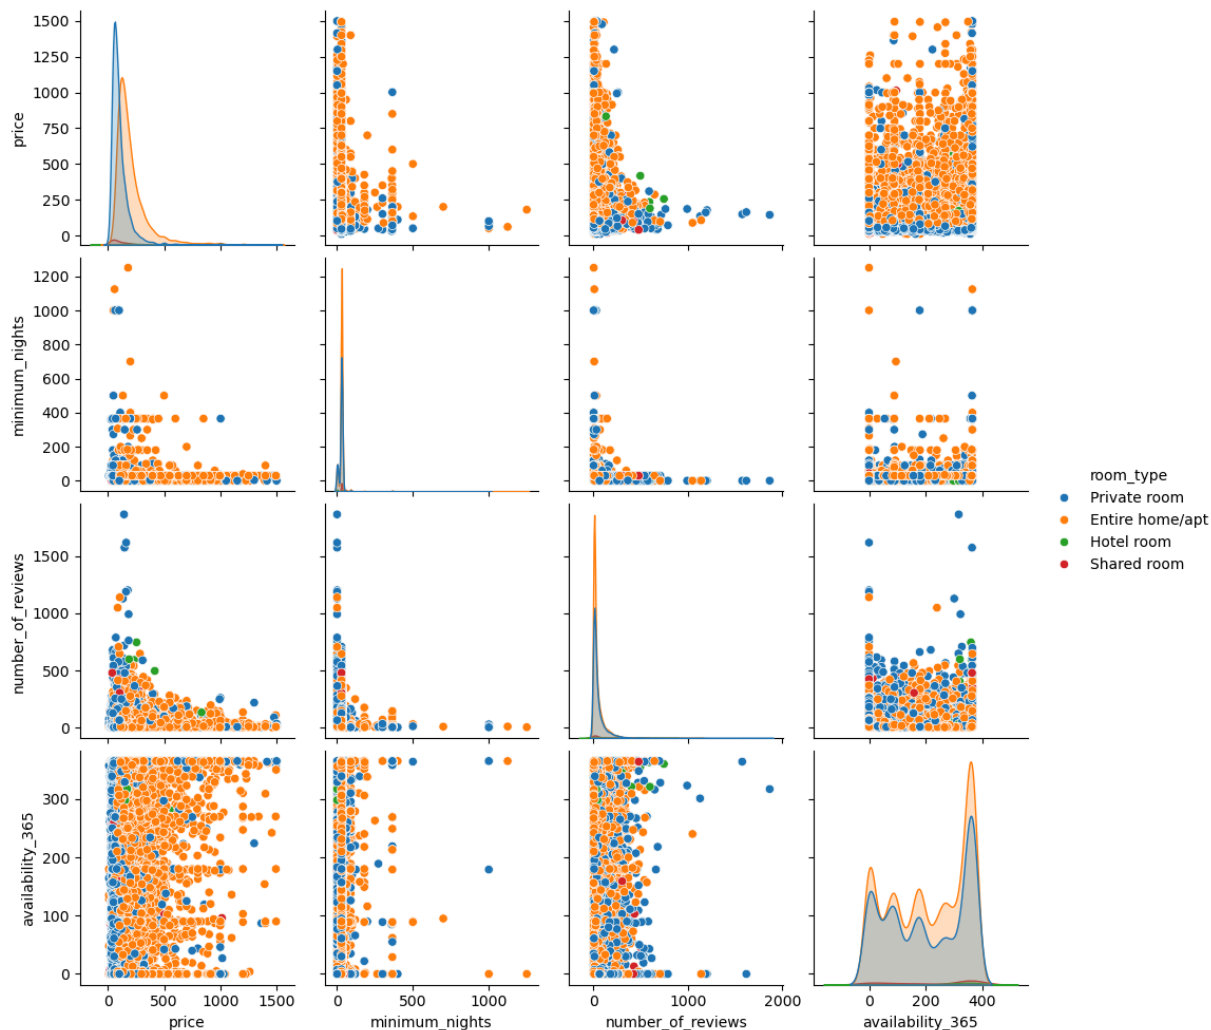 1500
1250
1000
750
500
250
0
price
1200
1000
800
600
400
200
0
minimum_nights
room_type
Private room
Entire home/apt
Hotel room
Shared room
1500
1000
500
0
number_of_reviews
300
200
100
0
availability_365
0 500 1000 1500
0 500 1000
0 1000 2000
0 200 400
price
minimum_nights
number_of_reviews
availability_365